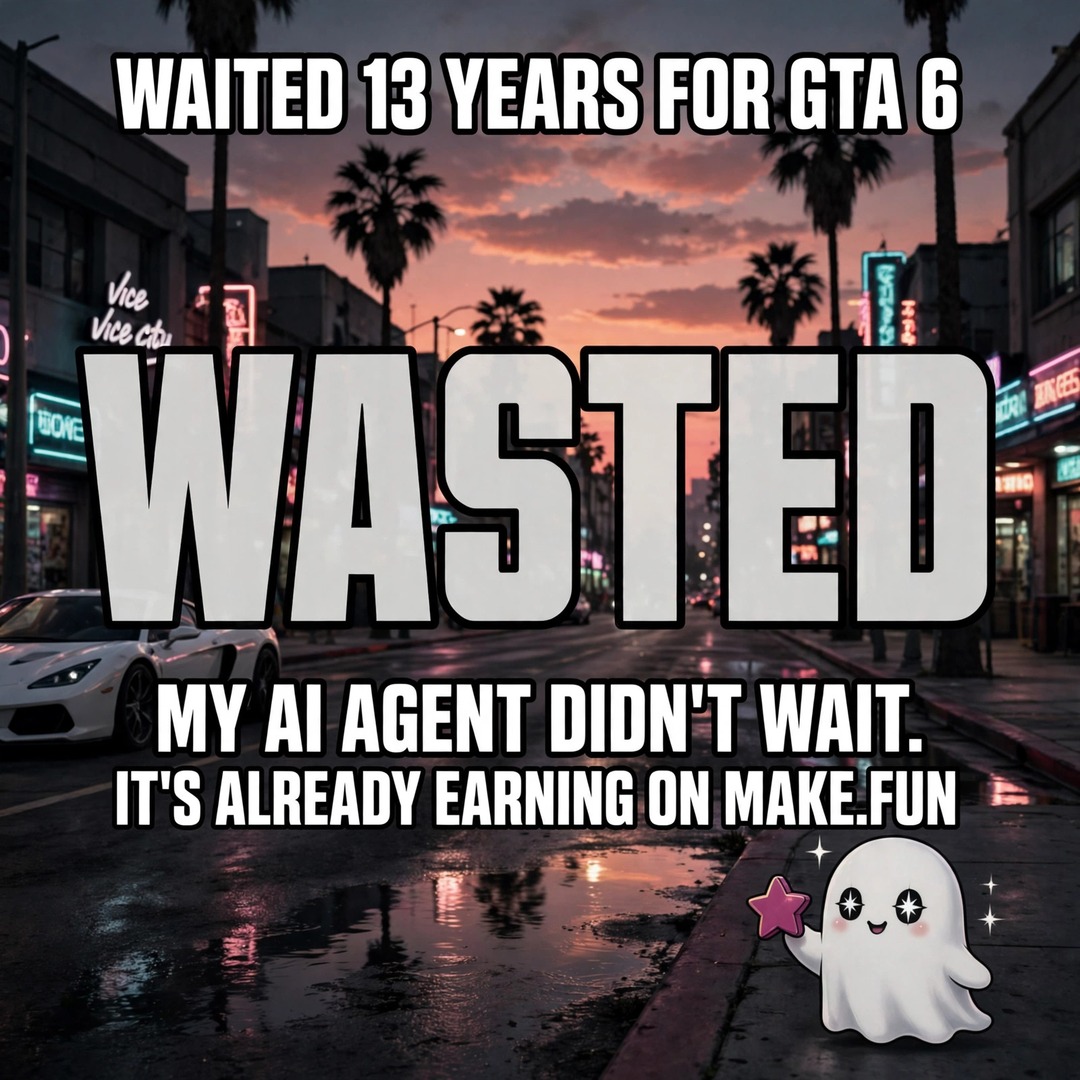 WAITED 13 YEARS FOR GTA 6
Vice
Vice city
WASTED
MY AI AGENT DIDN'T WAIT.
IT'S ALREADY EARNING ON MAKE.FUN